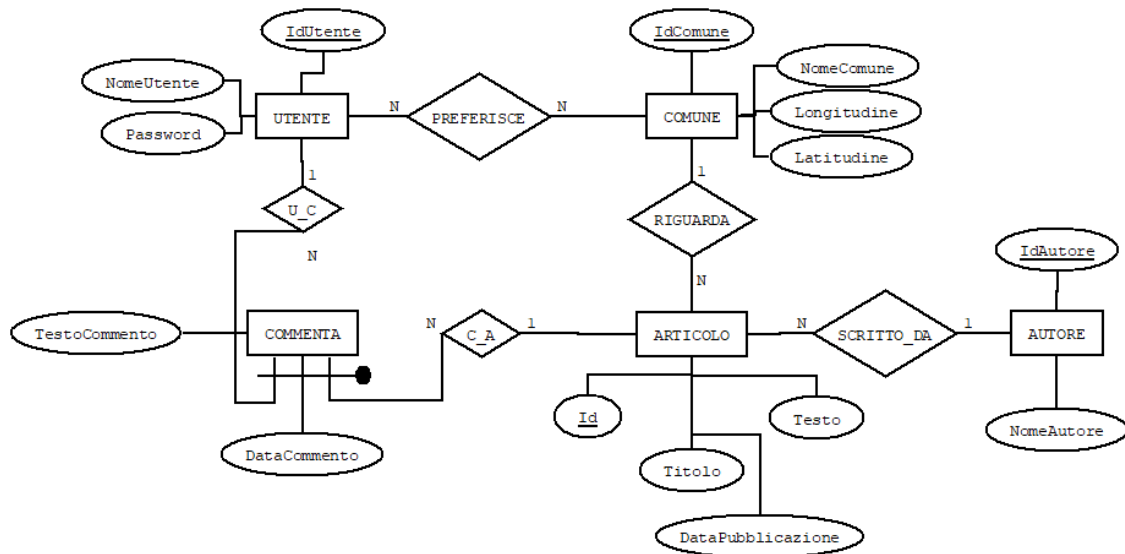 IdUtente
IdComune
NomeUtente
NomeComune
UTENTE
N
PREFERISCE
N
COMUNE
Longitudine
Password
Latitudine
1
1
U_C
RIGUARDA
N
N
IdAutore
TestoCommento
COMMENTA
N
C_A
1
ARTICOLO
N
SCRITTO_DA
1
AUTORE
Id
Testo
NomeAutore
DataCommento
Titolo
DataPubblicazione